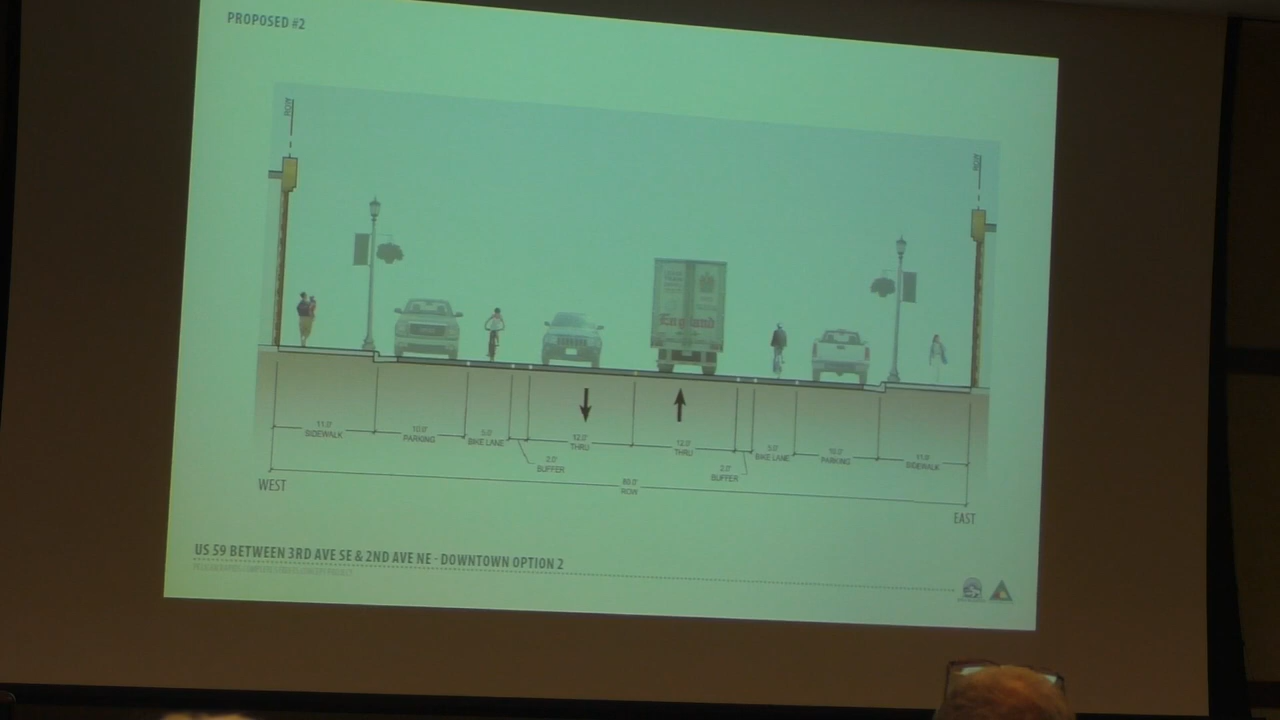 PROPOSED #2
ROW
ROW
England
11.0'
SIDEWALK
10.0'
PARKING
5.0'
BIKE LANE
2.0'
BUFFER
12.0'
THRU
12.0'
THRU
2.0'
BUFFER
5.0'
BIKE LANE
10.0'
PARKING
11.0'
SIDEWALK
80.0'
ROW
WEST
EAST
US 59 BETWEEN 3RD AVE SE & 2ND AVE NE - DOWNTOWN OPTION 2